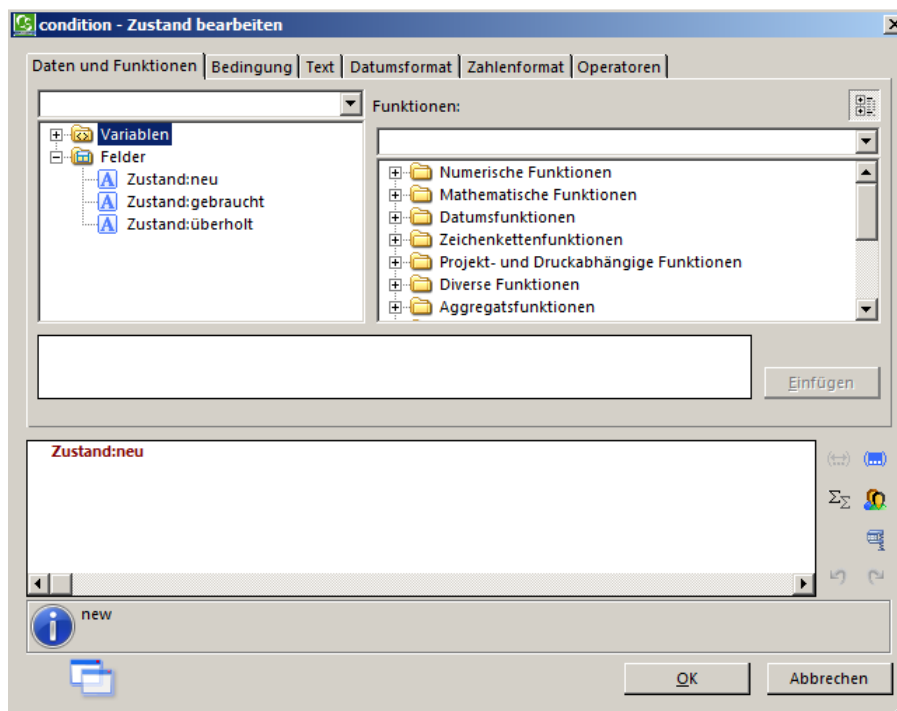 condition - Zustand bearbeiten
Daten und Funktionen Bedingung Text Datumsformat Zahlenformat Operatoren
Funktionen:
Variablen
Felder
Zustand:neu
Zustand:gebraucht
Zustand:überholt
Numerische Funktionen
Mathematische Funktionen
Datumsfunktionen
Zeichenkettenfunktionen
Projekt- und Druckabhängige Funktionen
Diverse Funktionen
Aggregatsfunktionen
Einfügen
Zustand:neu
new
OK
Abbrechen